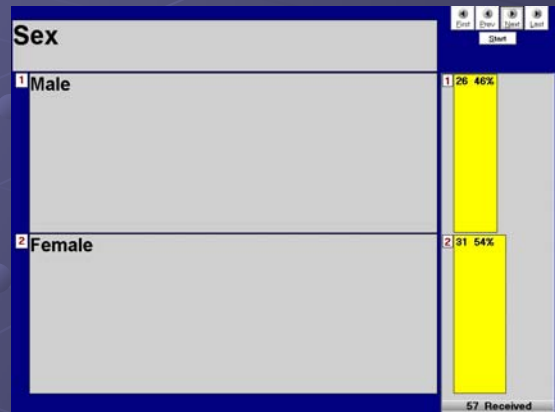 Sex
First Prev Next Last
Start
1 Male
1 26 46%
2 Female
2 31 54%
57 Received